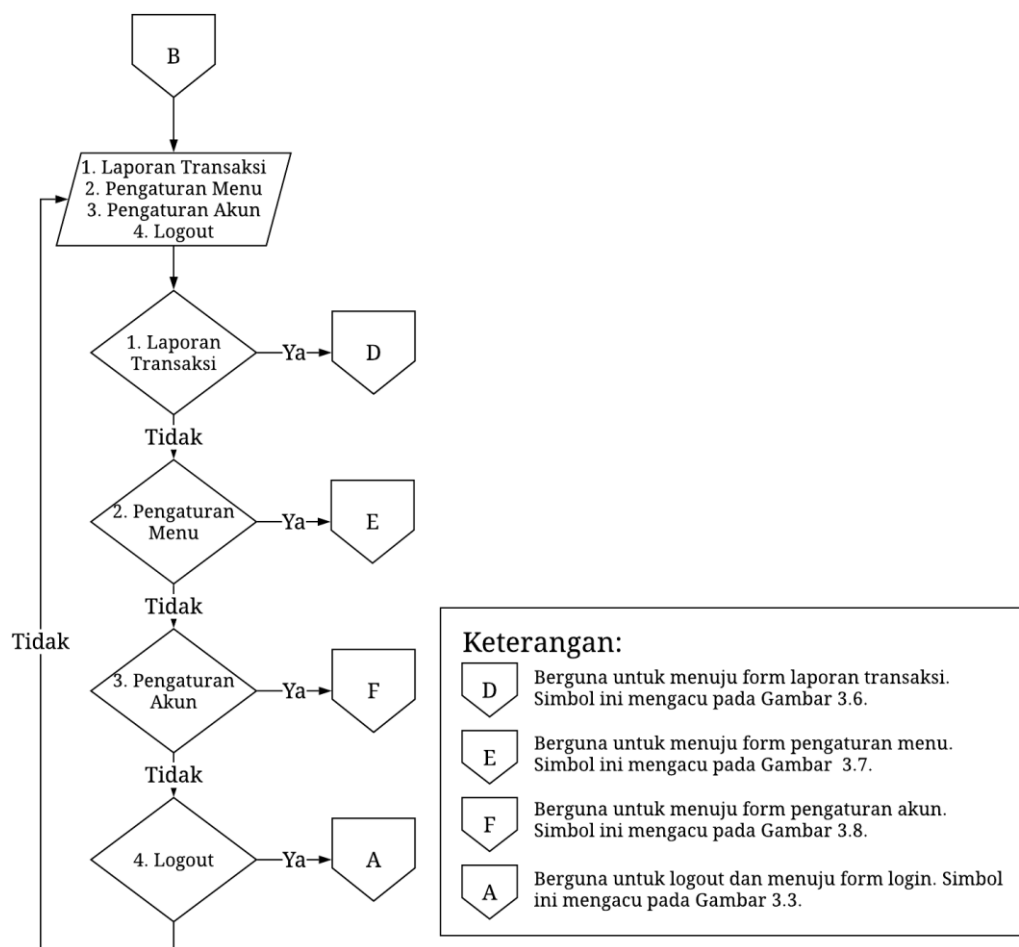 B
1. Laporan Transaksi
2. Pengaturan Menu
3. Pengaturan Akun
4. Logout
1. Laporan
Transaksi
Ya
D
Tidak
2. Pengaturan
Menu
Ya
E
Tidak
Tidak
3. Pengaturan
Akun
Ya
F
Tidak
4. Logout
Ya
A
Keterangan:
D
Berguna untuk menuju form laporan transaksi.
Simbol ini mengacu pada Gambar 3.6.
E
Berguna untuk menuju form pengaturan menu.
Simbol ini mengacu pada Gambar 3.7.
F
Berguna untuk menuju form pengaturan akun.
Simbol ini mengacu pada Gambar 3.8.
A
Berguna untuk logout dan menuju form login. Simbol
ini mengacu pada Gambar 3.3.